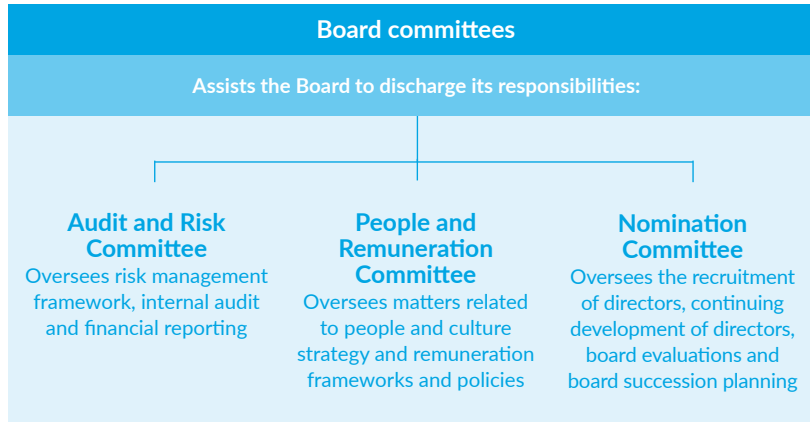 Board committees
Assists the Board to discharge its responsibilities:
Audit and Risk
Committee
Oversees risk management
framework, internal audit
and financial reporting
People and
Remuneration
Committee
Oversees matters related
to people and culture
strategy and remuneration
frameworks and policies
Nomination
Committee
Oversees the recruitment
of directors, continuing
development of directors,
board evaluations and
board succession planning